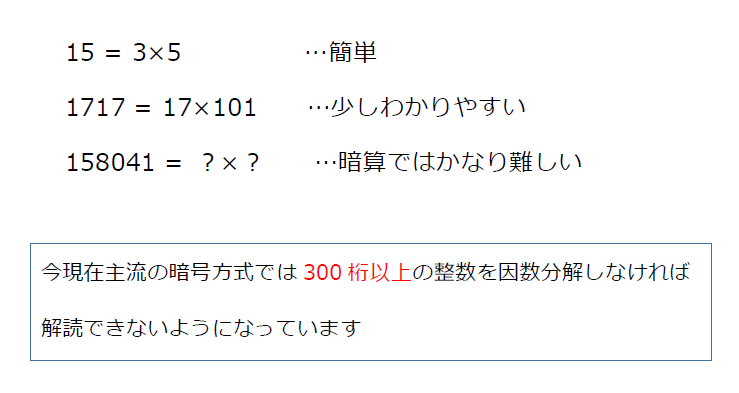 15 = 3×5 …簡単
1717 = 17×101 …少しわかりやすい
158041 = ？×？ …暗算ではかなり難しい
今現在主流の暗号方式では 300 桁以上の整数を因数分解しなければ
解読できないようになっています